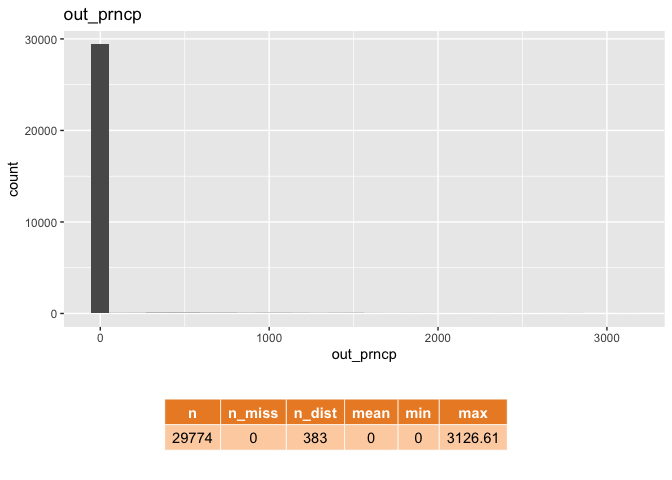 out_prncp
30000
20000
10000
0
count
0 1000 2000 3000
out_prncp
n n_miss n_dist mean min max
29774 0 383 0 0 3126.61